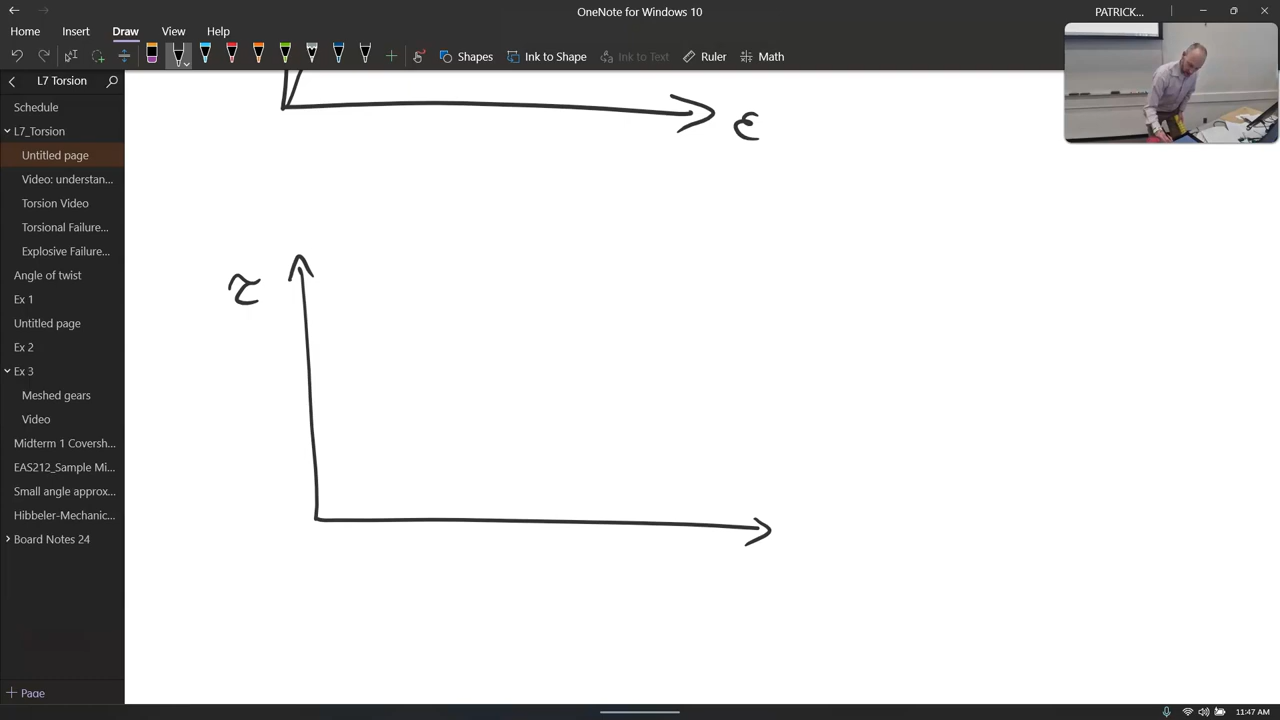 OneNote for Windows 10
PATRICK...
Home Insert Draw View Help
Shapes Ink to Shape Ink to Text Ruler Math
L7 Torsion
Schedule
L7_Torsion
Untitled page
Video: understan...
Torsion Video
Torsional Failure...
Explosive Failure...
Angle of twist
Ex 1
Untitled page
Ex 2
Ex 3
Meshed gears
Video
Midterm 1 Coversh...
EAS212_Sample Mi...
Small angle approx...
Hibbeler-Mechanic...
Board Notes 24
Page
ε
τ
11:47 AM